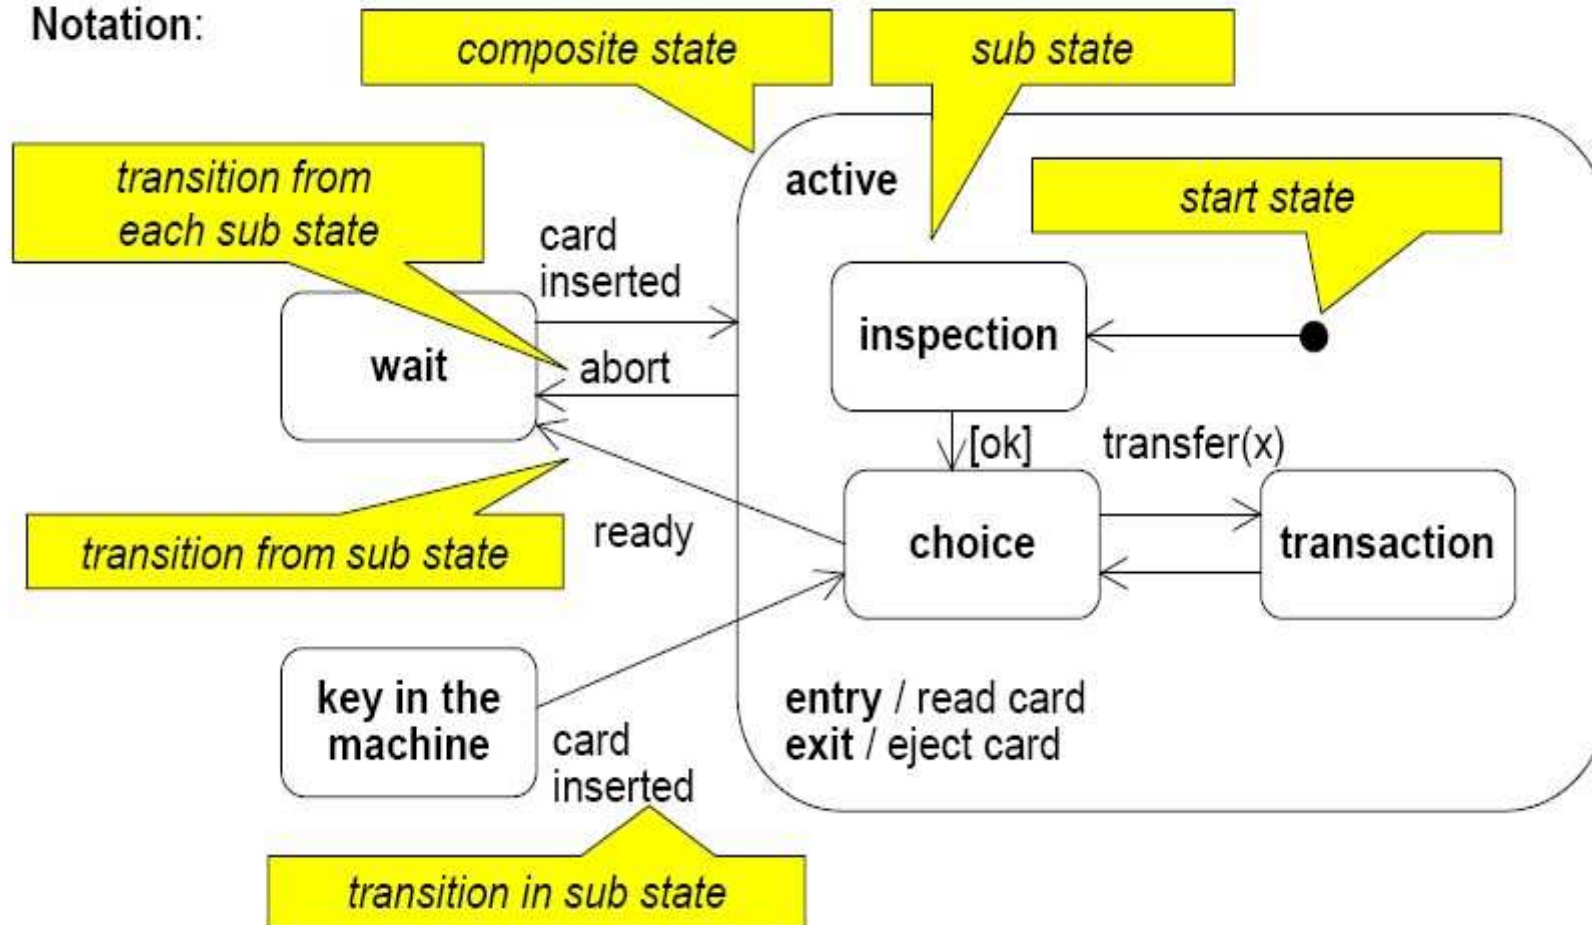 Notation:
composite state
sub state
transition from
each sub state
active
start state
card
inserted
wait
abort
inspection
[ok]
transfer(x)
transition from sub state
ready
choice
transaction
key in the
machine
card
inserted
entry / read card
exit / eject card
transition in sub state